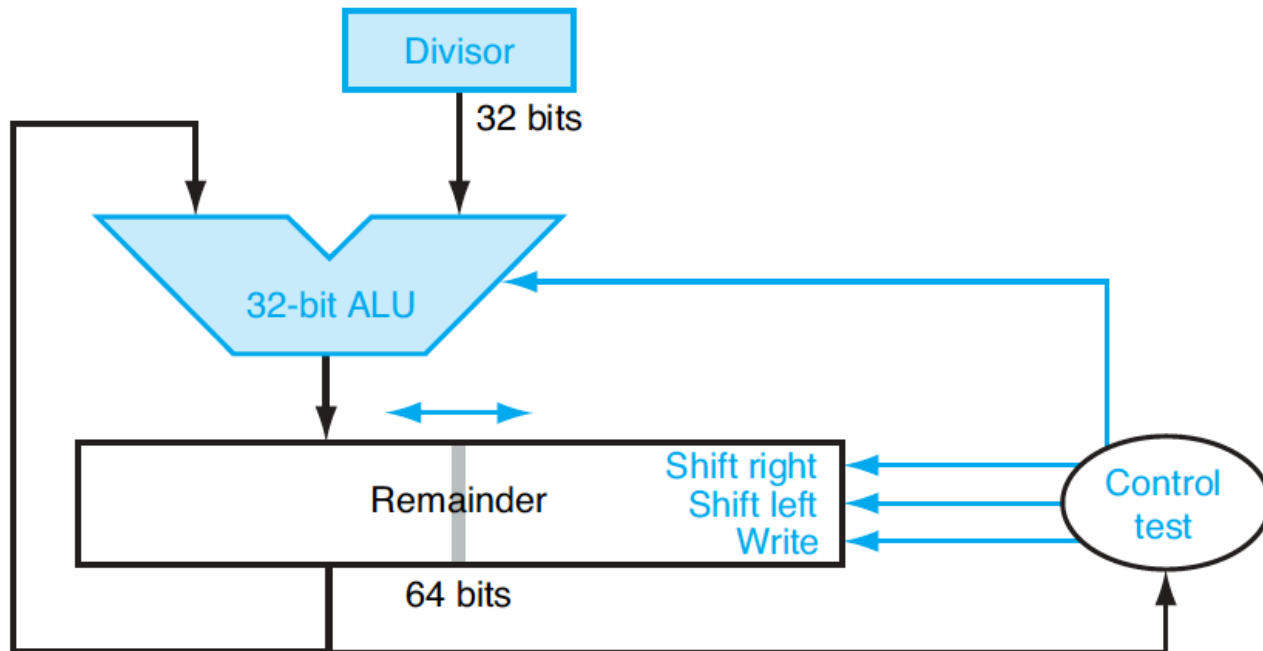 Divisor
32 bits
32-bit ALU
Shift right
Remainder
Shift left
Write
64 bits
Control
test